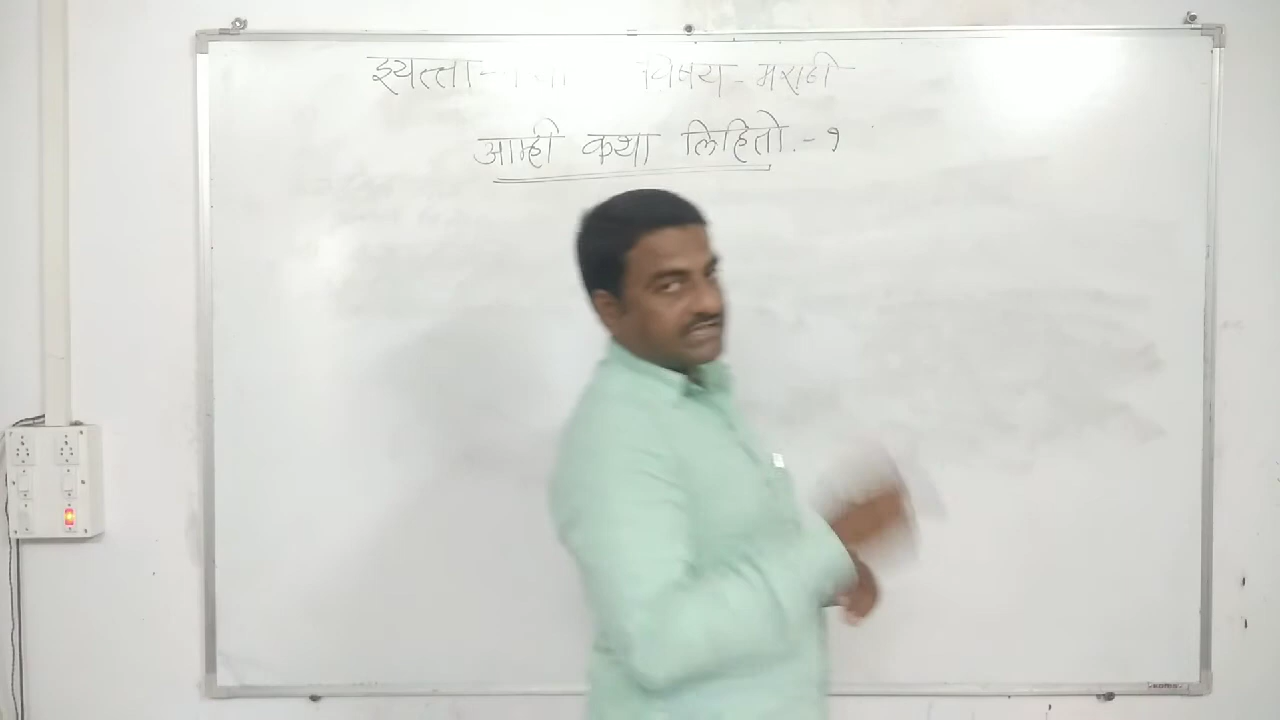 इयत्ता- विषय - मराठी
आम्ही कथा लिहितो.- १